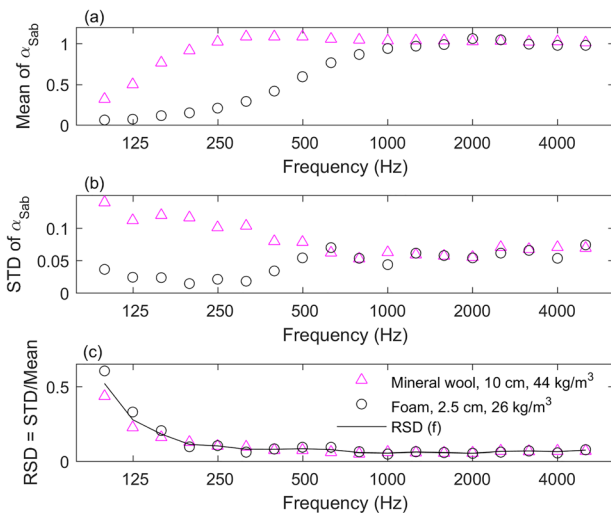 (a)
Mean of α_Sab
1
0.5
0
125 250 500 1000 2000 4000
Frequency (Hz)
(b)
STD of α_Sab
0.1
0.05
0
125 250 500 1000 2000 4000
Frequency (Hz)
(c)
RSD = STD/Mean
0.5
0
Mineral wool, 10 cm, 44 kg/m³
Foam, 2.5 cm, 26 kg/m³
RSD (f)
125 250 500 1000 2000 4000
Frequency (Hz)